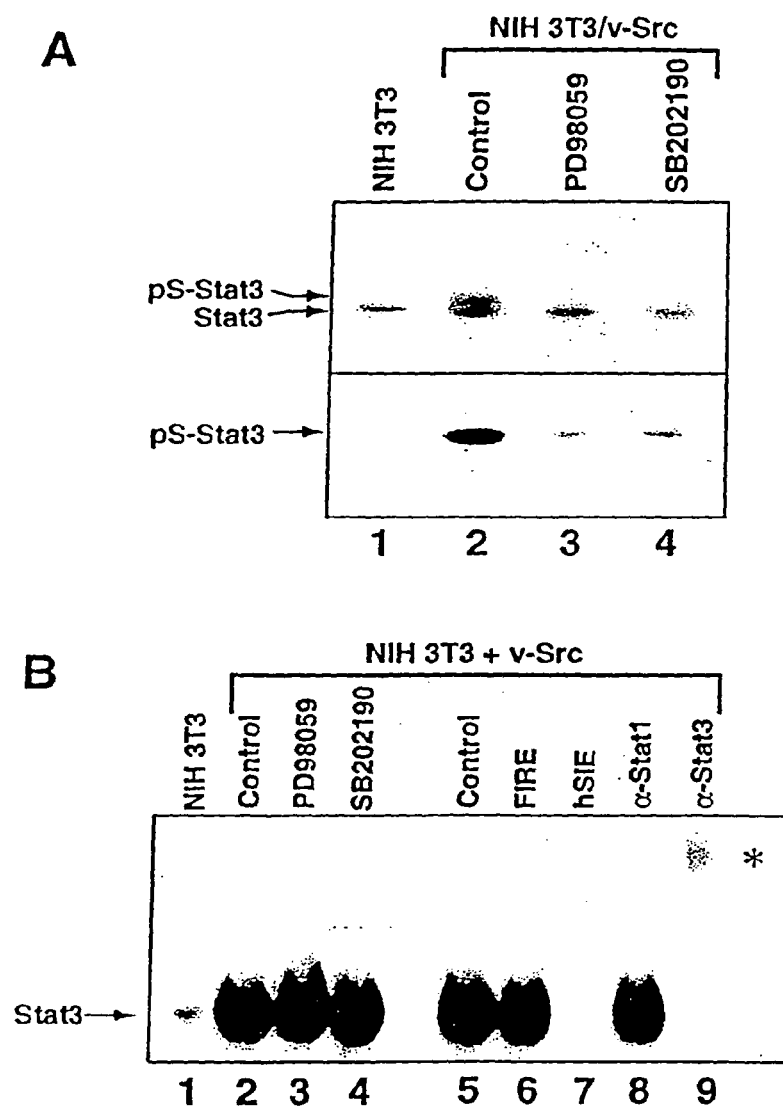 A
NIH 3T3/v-Src
NIH 3T3
Control
PD98059
SB202190
pS-Stat3
Stat3
pS-Stat3
1 2 3 4
B
NIH 3T3 + v-Src
NIH 3T3
Control
PD98059
SB202190
Control
FIRE
hSIE
α-Stat1
α-Stat3
*
Stat3
1 2 3 4 5 6 7 8 9